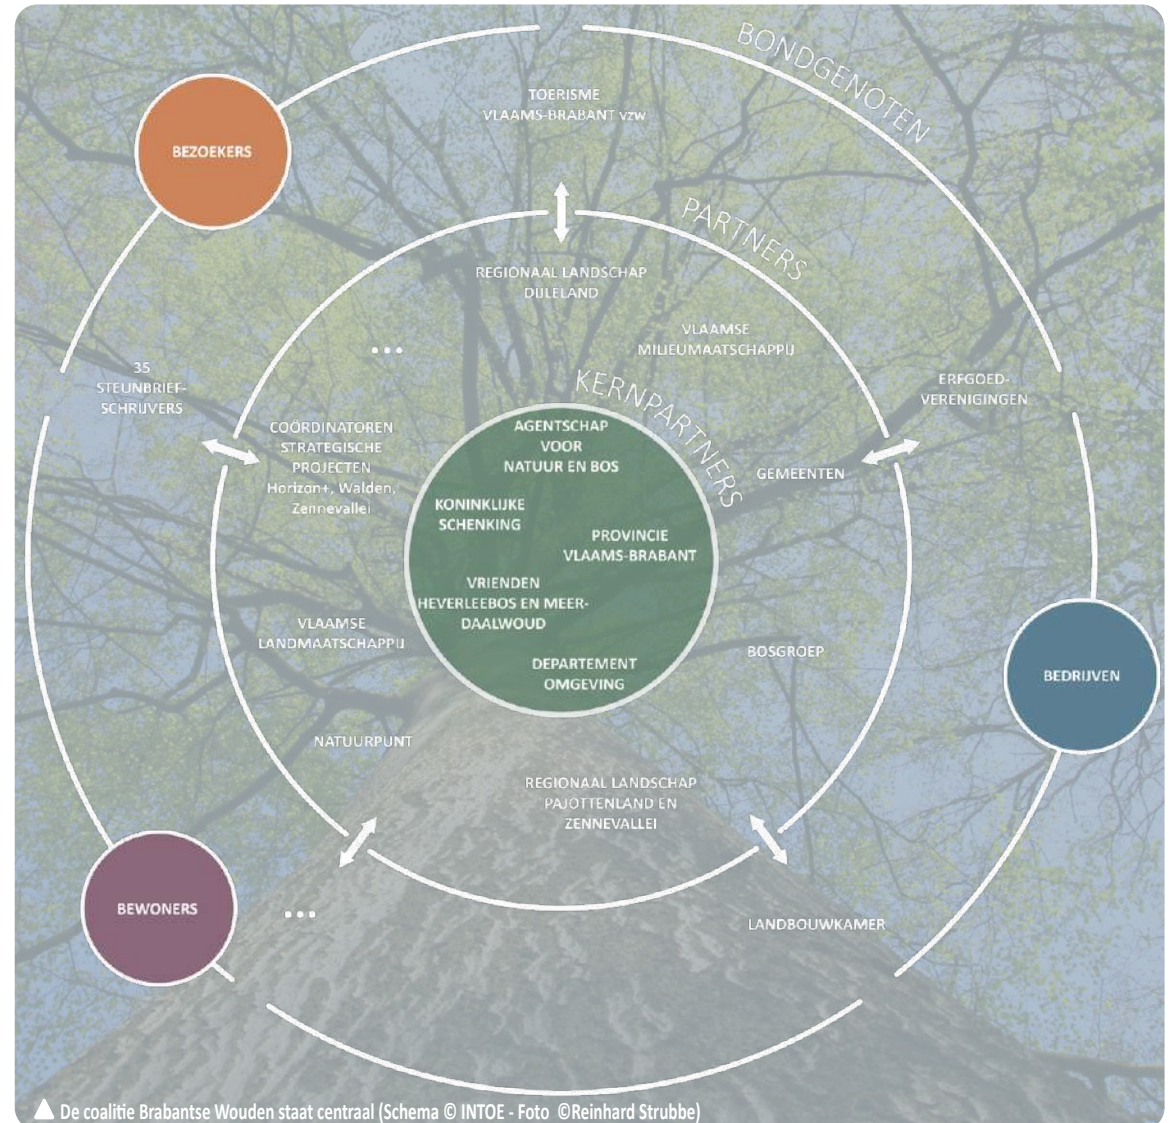 BONDGENOTEN
TOERISME
VLAAMS-BRABANT vzw
BEZOEKERS
PARTNERS
REGIONAAL LANDSCHAP
DIJLELAND
VLAAMSE
MILIEUMAATSCHAPPIJ
...
35
STEUNBRIEF-
SCHRIJVERS
KERNPARTNERS
ERFGOED-
VERENIGINGEN
COÖRDINATOREN
STRATEGISCHE
PROJECTEN
Horizon+, Walden,
Zennevallei
AGENTSCHAP
VOOR
NATUUR EN BOS
GEMEENTEN
KONINKLIJKE
SCHENKING
PROVINCIE
VLAAMS-BRABANT
VRIENDEN
HEVERLEEBOS EN MEER-
DAALWOUD
VLAAMSE
LANDMAATSCHAPPIJ
DEPARTEMENT
OMGEVING
BOSGROEP
BEDRIJVEN
NATUURPUNT
REGIONAAL LANDSCHAP
PAJOTTENLAND EN
ZENNEVALLEI
BEWONERS
...
LANDBOUWKAMER
De coalitie Brabantse Wouden staat centraal (Schema © INTOE - Foto ©Reinhard Strubbe)